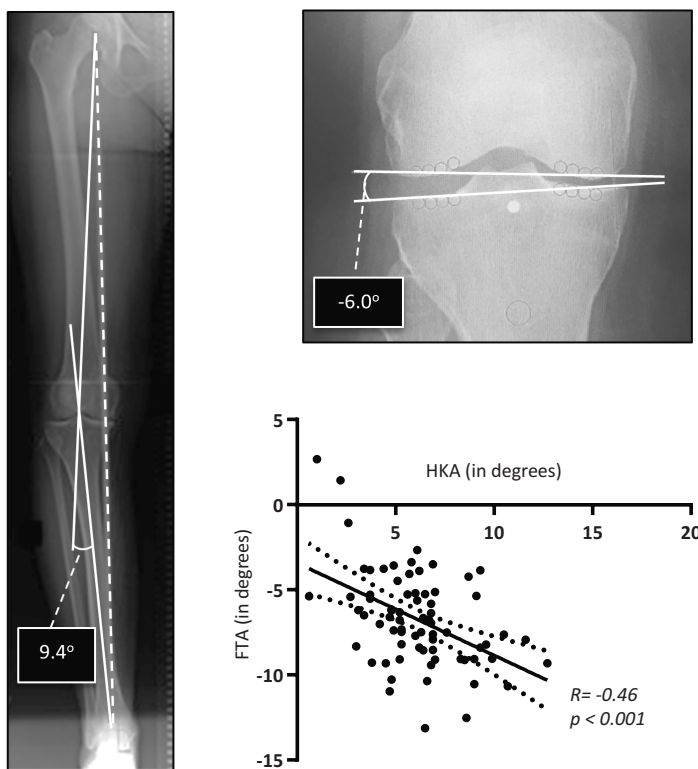 9.4°
-6.0°
5
HKA (in degrees)
0
5
10
15
20
-5
-10
-15
FTA (in degrees)
R= -0.46
p < 0.001